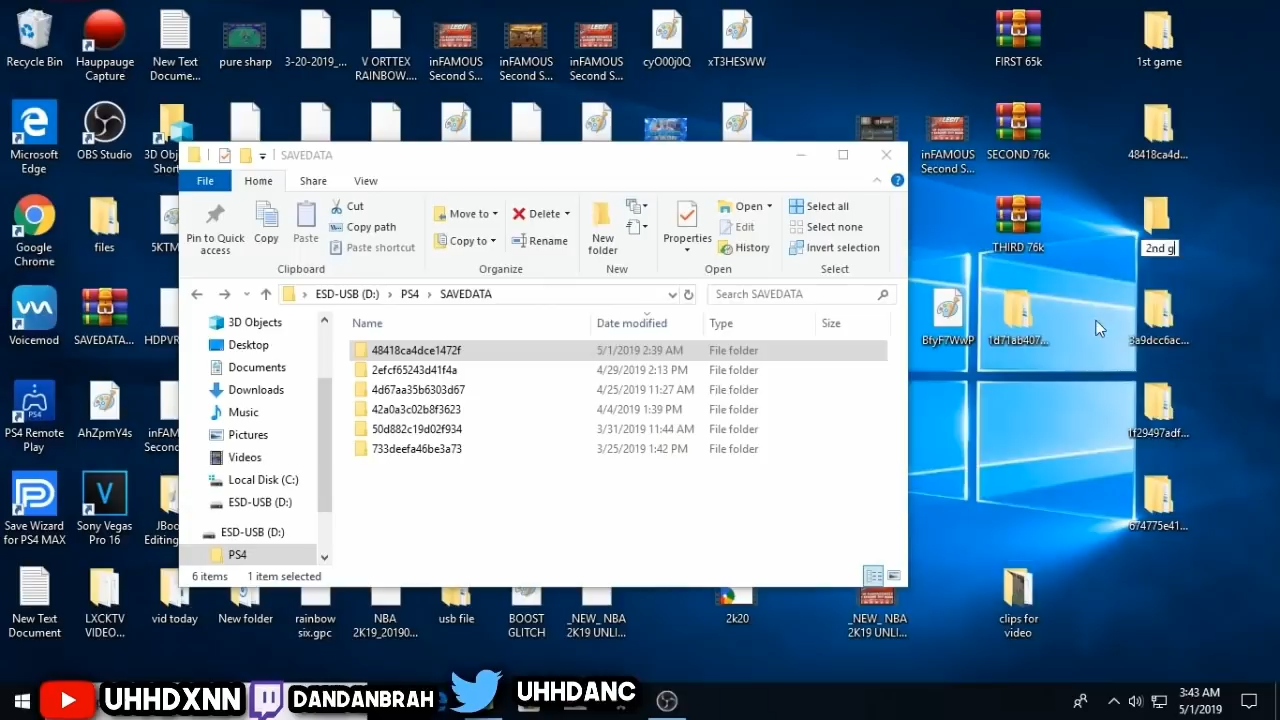 Recycle Bin
Hauppauge
Capture
New Text
Docume...
pure sharp
3-20-2019_...
V ORTTEX
RAINBOW....
inFAMOUS
Second S...
inFAMOUS
Second S...
inFAMOUS
Second S...
cyO00j0Q
xT3HESWW
FIRST 65k
1st game
Microsoft
Edge
OBS Studio
3D Obj
Short
inFAMOUS
Second S...
SECOND 76k
48418ca4d...
Google
Chrome
files
5KTM
THIRD 76k
2nd g
Voicemod
SAVEDATA...
HDPVR
BfyF7WwP
1d71ab407...
3a9dcc6ac...
PS4
PS4 Remote
Play
AhZpmY4s
inFAM
Second
1f29497adf...
Save Wizard
for PS4 MAX
Sony Vegas
Pro 16
JBoo
Editing
674775e41...
New Text
Document
LXCKTV
VIDEO...
vid today
New folder
rainbow
six.gpc
NBA
2K19_20190...
usb file
BOOST
GLITCH
_NEW_ NBA
2K19 UNLI...
2k20
_NEW_ NBA
2K19 UNLI...
clips for
video
SAVEDATA
File Home Share View
Pin to Quick
access
Copy
Paste
Cut
Copy path
Paste shortcut
Clipboard
Move to
Copy to
Delete
Rename
Organize
New
folder
New
Properties
Open
Edit
History
Open
Select all
Select none
Invert selection
Select
ESD-USB (D:) PS4 SAVEDATA
Search SAVEDATA
3D Objects
Desktop
Documents
Downloads
Music
Pictures
Videos
Local Disk (C:)
ESD-USB (D:)
ESD-USB (D:)
PS4
Name Date modified Type Size
48418ca4dce1472f 5/1/2019 2:39 AM File folder
2efcf65243d41f4a 4/29/2019 2:13 PM File folder
4d67aa35b6303d67 4/25/2019 11:27 AM File folder
42a0a3c02b8f3623 4/4/2019 1:39 PM File folder
50d882c19d02f934 3/31/2019 11:44 AM File folder
733deefa46be3a73 3/25/2019 1:42 PM File folder
6 items 1 item selected
UHHDXNN
DANDANBRAH
UHHDANC
3:43 AM
5/1/2019